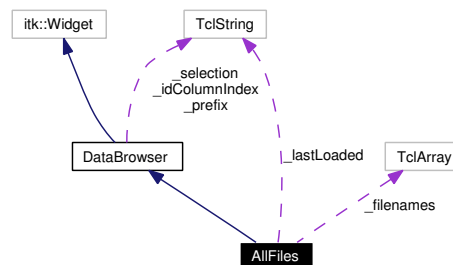 itk::Widget
TclString
_selection
_idColumnIndex
_prefix
DataBrowser
_lastLoaded
TclArray
_filenames
AllFiles